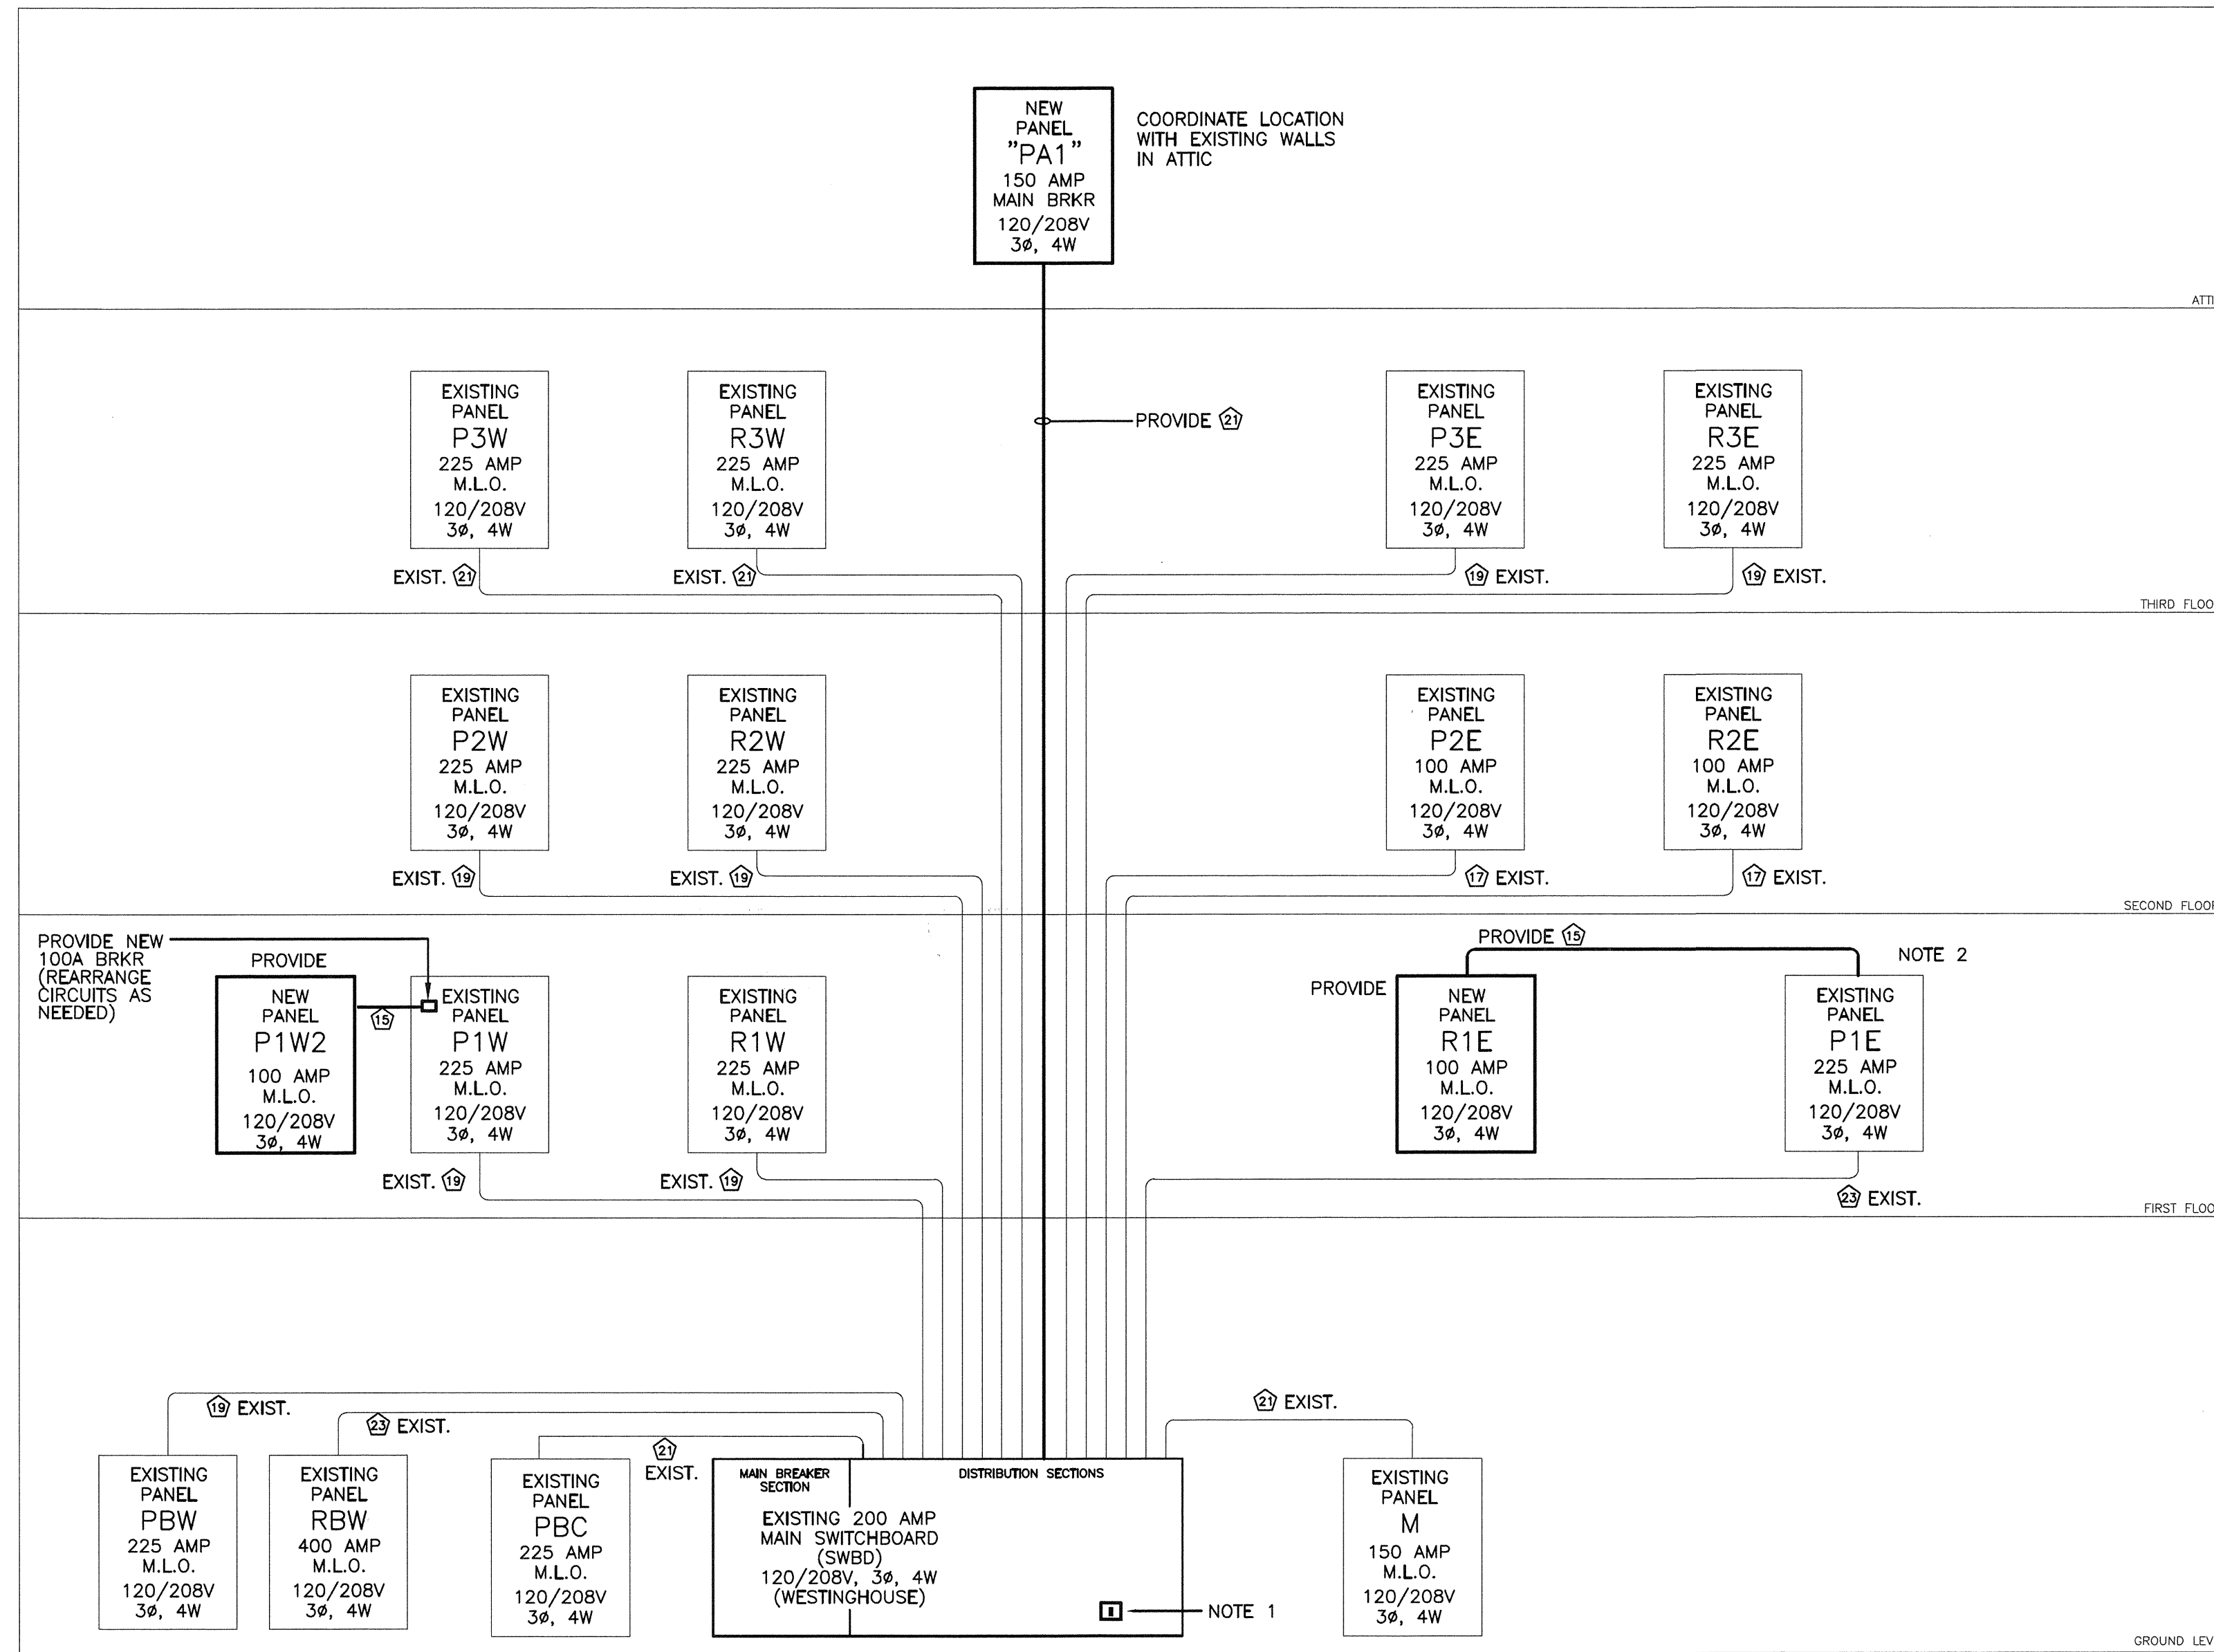 NEW
PANEL
"PA1"
150 AMP
MAIN BRKR
120/208V
3ø, 4W
COORDINATE LOCATION
WITH EXISTING WALLS
IN ATTIC
ATTI
EXISTING
PANEL
P3W
225 AMP
M.L.O.
120/208V
3ø, 4W
EXIST. 21
EXISTING
PANEL
R3W
225 AMP
M.L.O.
120/208V
3ø, 4W
EXIST. 21
PROVIDE 21
EXISTING
PANEL
P3E
225 AMP
M.L.O.
120/208V
3ø, 4W
19 EXIST.
EXISTING
PANEL
R3E
225 AMP
M.L.O.
120/208V
3ø, 4W
19 EXIST.
THIRD FLOO
EXISTING
PANEL
P2W
225 AMP
M.L.O.
120/208V
3ø, 4W
EXIST. 19
EXISTING
PANEL
R2W
225 AMP
M.L.O.
120/208V
3ø, 4W
EXIST. 19
EXISTING
PANEL
P2E
100 AMP
M.L.O.
120/208V
3ø, 4W
17 EXIST.
EXISTING
PANEL
R2E
100 AMP
M.L.O.
120/208V
3ø, 4W
17 EXIST.
SECOND FLOOR
PROVIDE NEW
100A BRKR
(REARRANGE
CIRCUITS AS
NEEDED)
PROVIDE
NEW
PANEL
P1W2
100 AMP
M.L.O.
120/208V
3ø, 4W
15
EXISTING
PANEL
P1W
225 AMP
M.L.O.
120/208V
3ø, 4W
EXIST. 19
EXISTING
PANEL
R1W
225 AMP
M.L.O.
120/208V
3ø, 4W
EXIST. 19
PROVIDE 15
PROVIDE
NEW
PANEL
R1E
100 AMP
M.L.O.
120/208V
3ø, 4W
NOTE 2
EXISTING
PANEL
P1E
225 AMP
M.L.O.
120/208V
3ø, 4W
23 EXIST.
FIRST FLOO
19 EXIST.
EXISTING
PANEL
PBW
225 AMP
M.L.O.
120/208V
3ø, 4W
23 EXIST.
EXISTING
PANEL
RBW
400 AMP
M.L.O.
120/208V
3ø, 4W
21
EXIST.
EXISTING
PANEL
PBC
225 AMP
M.L.O.
120/208V
3ø, 4W
MAIN BREAKER
SECTION
DISTRIBUTION SECTIONS
EXISTING 200 AMP
MAIN SWITCHBOARD
(SWBD)
120/208V, 3ø, 4W
(WESTINGHOUSE)
NOTE 1
21 EXIST.
EXISTING
PANEL
M
150 AMP
M.L.O.
120/208V
3ø, 4W
GROUND LEV